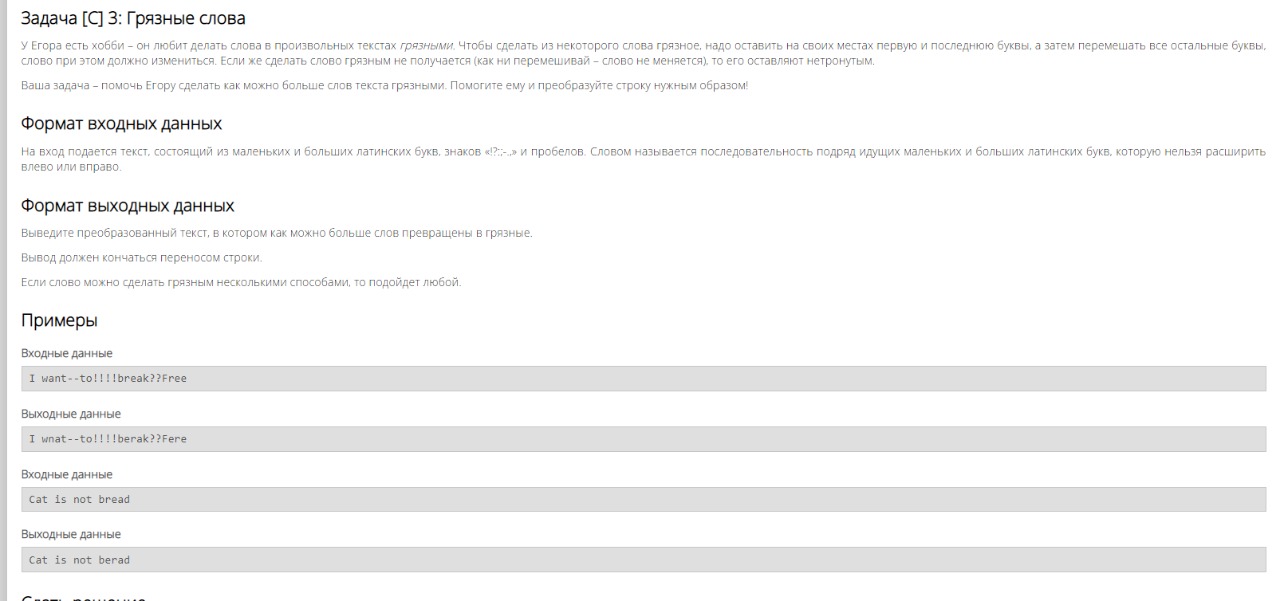 Задача [C] 3: Грязные слова
У Егора есть хобби – он любит делать слова в произвольных текстах грязными. Чтобы сделать из некоторого слова грязное, надо оставить на своих местах первую и последнюю буквы, а затем перемешать все остальные буквы,
слово при этом должно измениться. Если же сделать слово грязным не получается (как ни перемешивай – слово не меняется), то его оставляют нетронутым.
Ваша задача – помочь Егору сделать как можно больше слов текста грязными. Помогите ему и преобразуйте строку нужным образом!
Формат входных данных
На вход подается текст, состоящий из маленьких и больших латинских букв, знаков «!?:;-.,» и пробелов. Словом называется последовательность подряд идущих маленьких и больших латинских букв, которую нельзя расширить
влево или вправо.
Формат выходных данных
Выведите преобразованный текст, в котором как можно больше слов превращены в грязные.
Вывод должен кончаться переносом строки.
Если слово можно сделать грязным несколькими способами, то подойдет любой.
Примеры
Входные данные
I want--to!!!!break??Free
Выходные данные
I wnat--to!!!!berak??Fere
Входные данные
Cat is not bread
Выходные данные
Cat is not berad